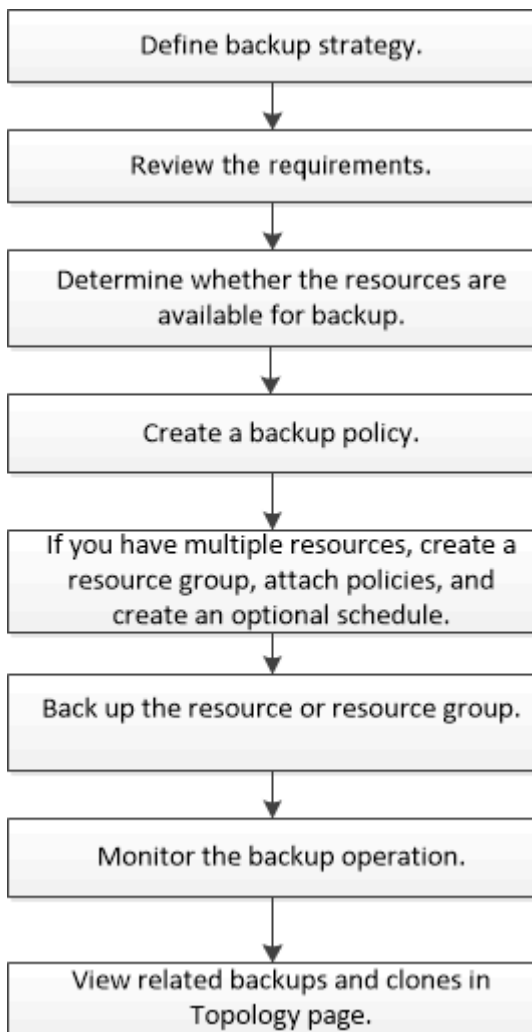 Define backup strategy.
Review the requirements.
Determine whether the resources are
available for backup.
Create a backup policy.
If you have multiple resources, create a
resource group, attach policies, and
create an optional schedule.
Back up the resource or resource group.
Monitor the backup operation.
View related backups and clones in
Topology page.